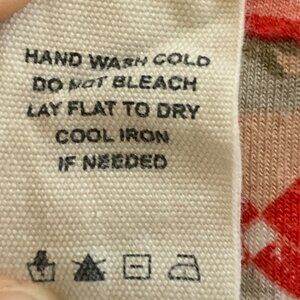 HAND WASH COLD
DO NOT BLEACH
LAY FLAT TO DRY
COOL IRON
IF NEEDED